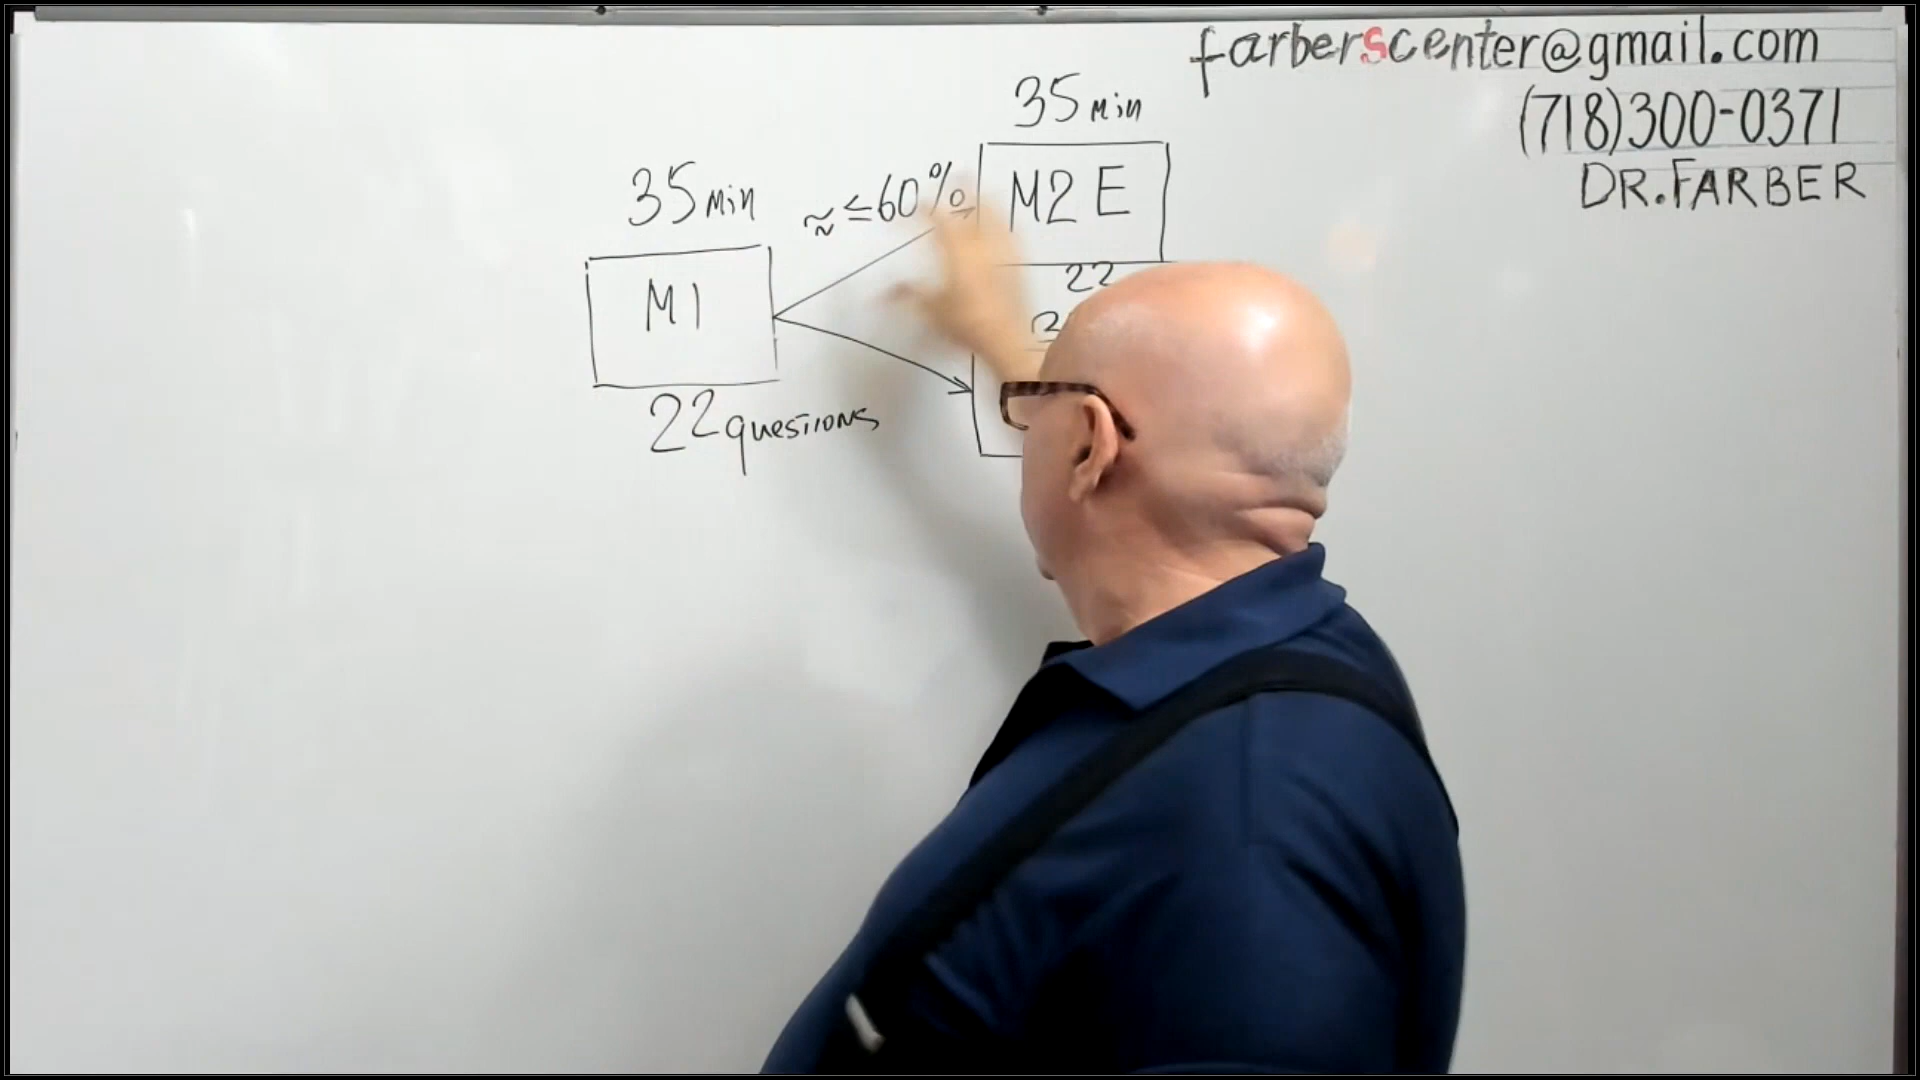 farberscenter@gmail.com
(718)300-0371
DR.FARBER
35 min
≈ ≤60%
M2 E
22
35 min
M1
22 questions